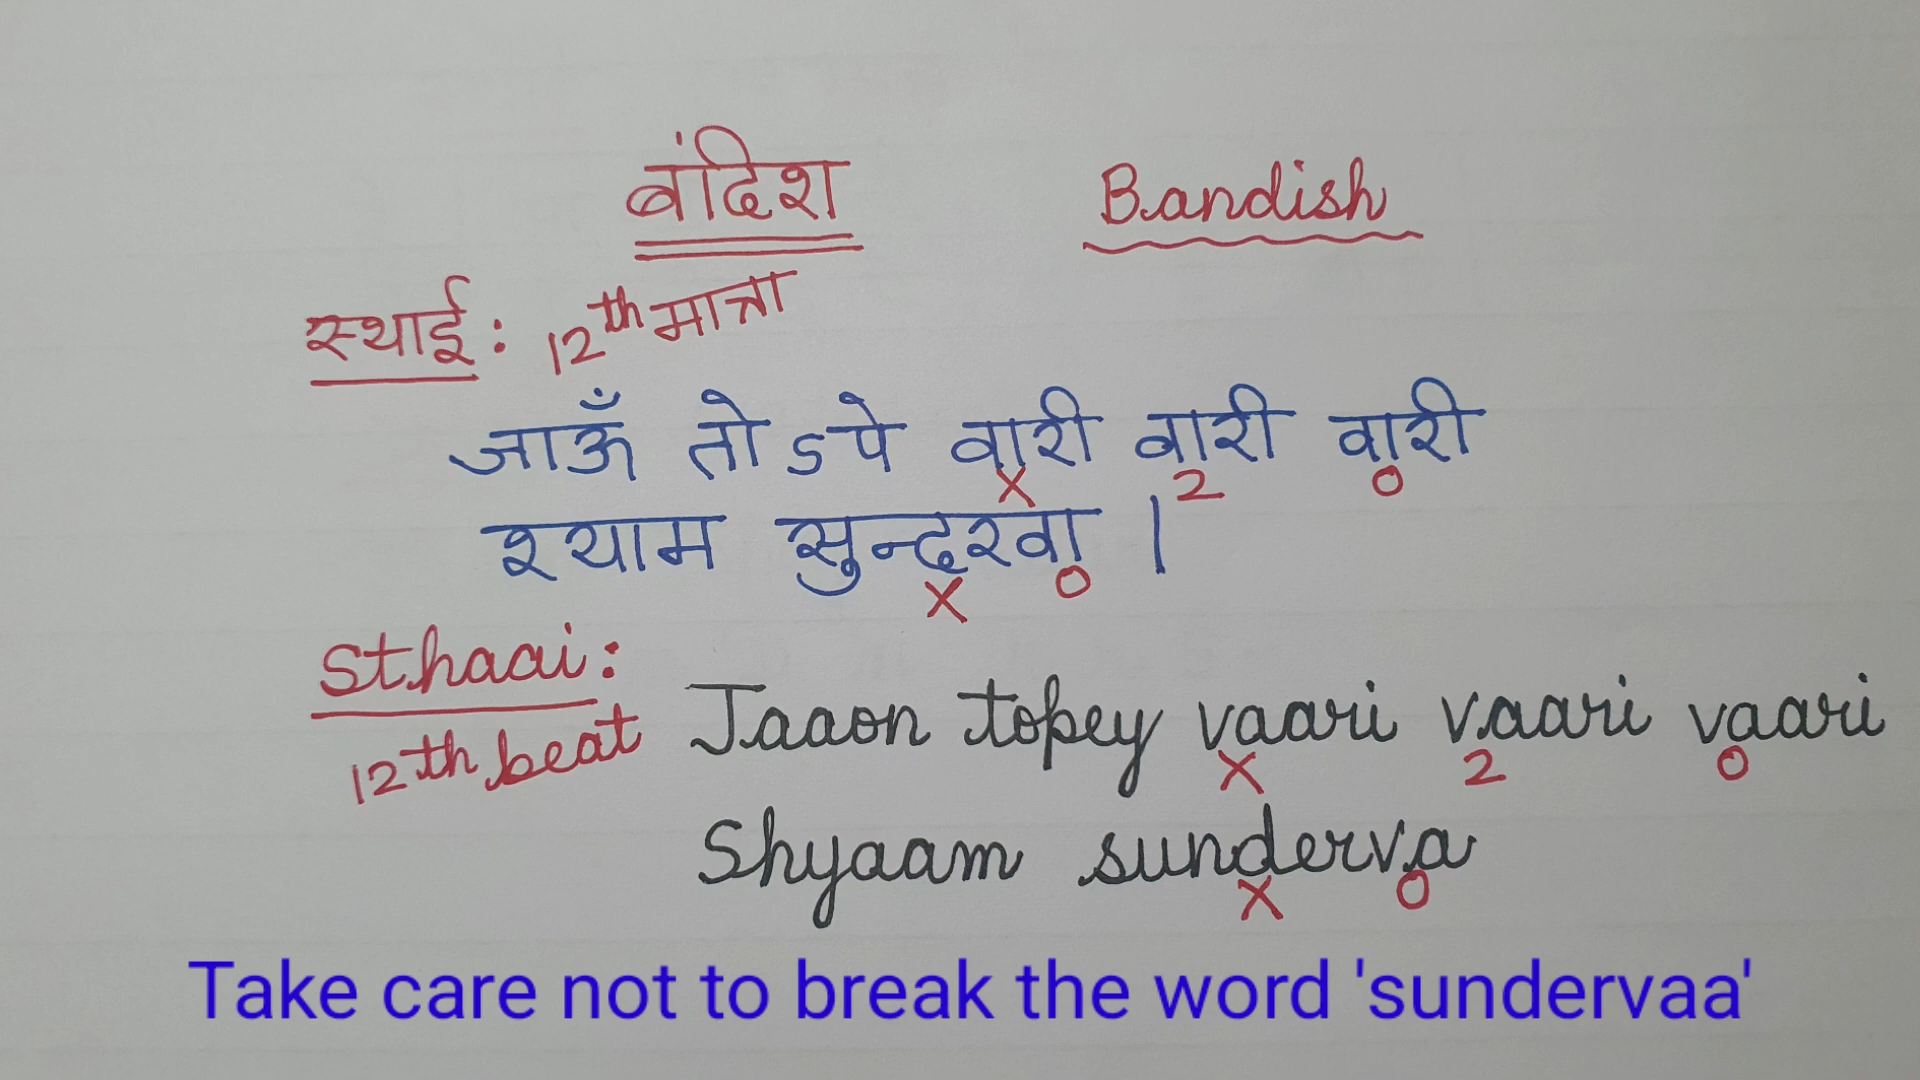 बंदिश Bandish
स्थाई: 12th मात्रा
जाऊँ तो ऽ पे वारी वारी वारी
x 2 0
श्याम सुन्दरवा |
x 0
Sthaai: Jaaon topey vaari vaari vaari
12th beat x 2 0
Shyaam sunderva
x 0
Take care not to break the word 'sundervaa'